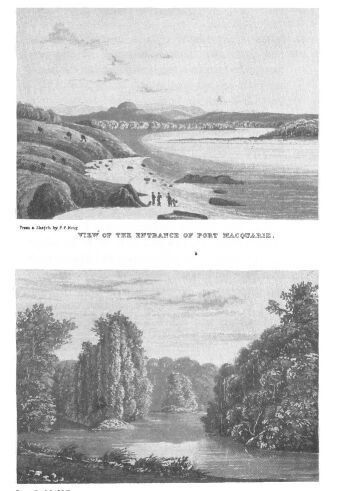 From a Sketch by P. P. King
VIEW OF THE ENTRANCE OF PORT MACQUARIE.